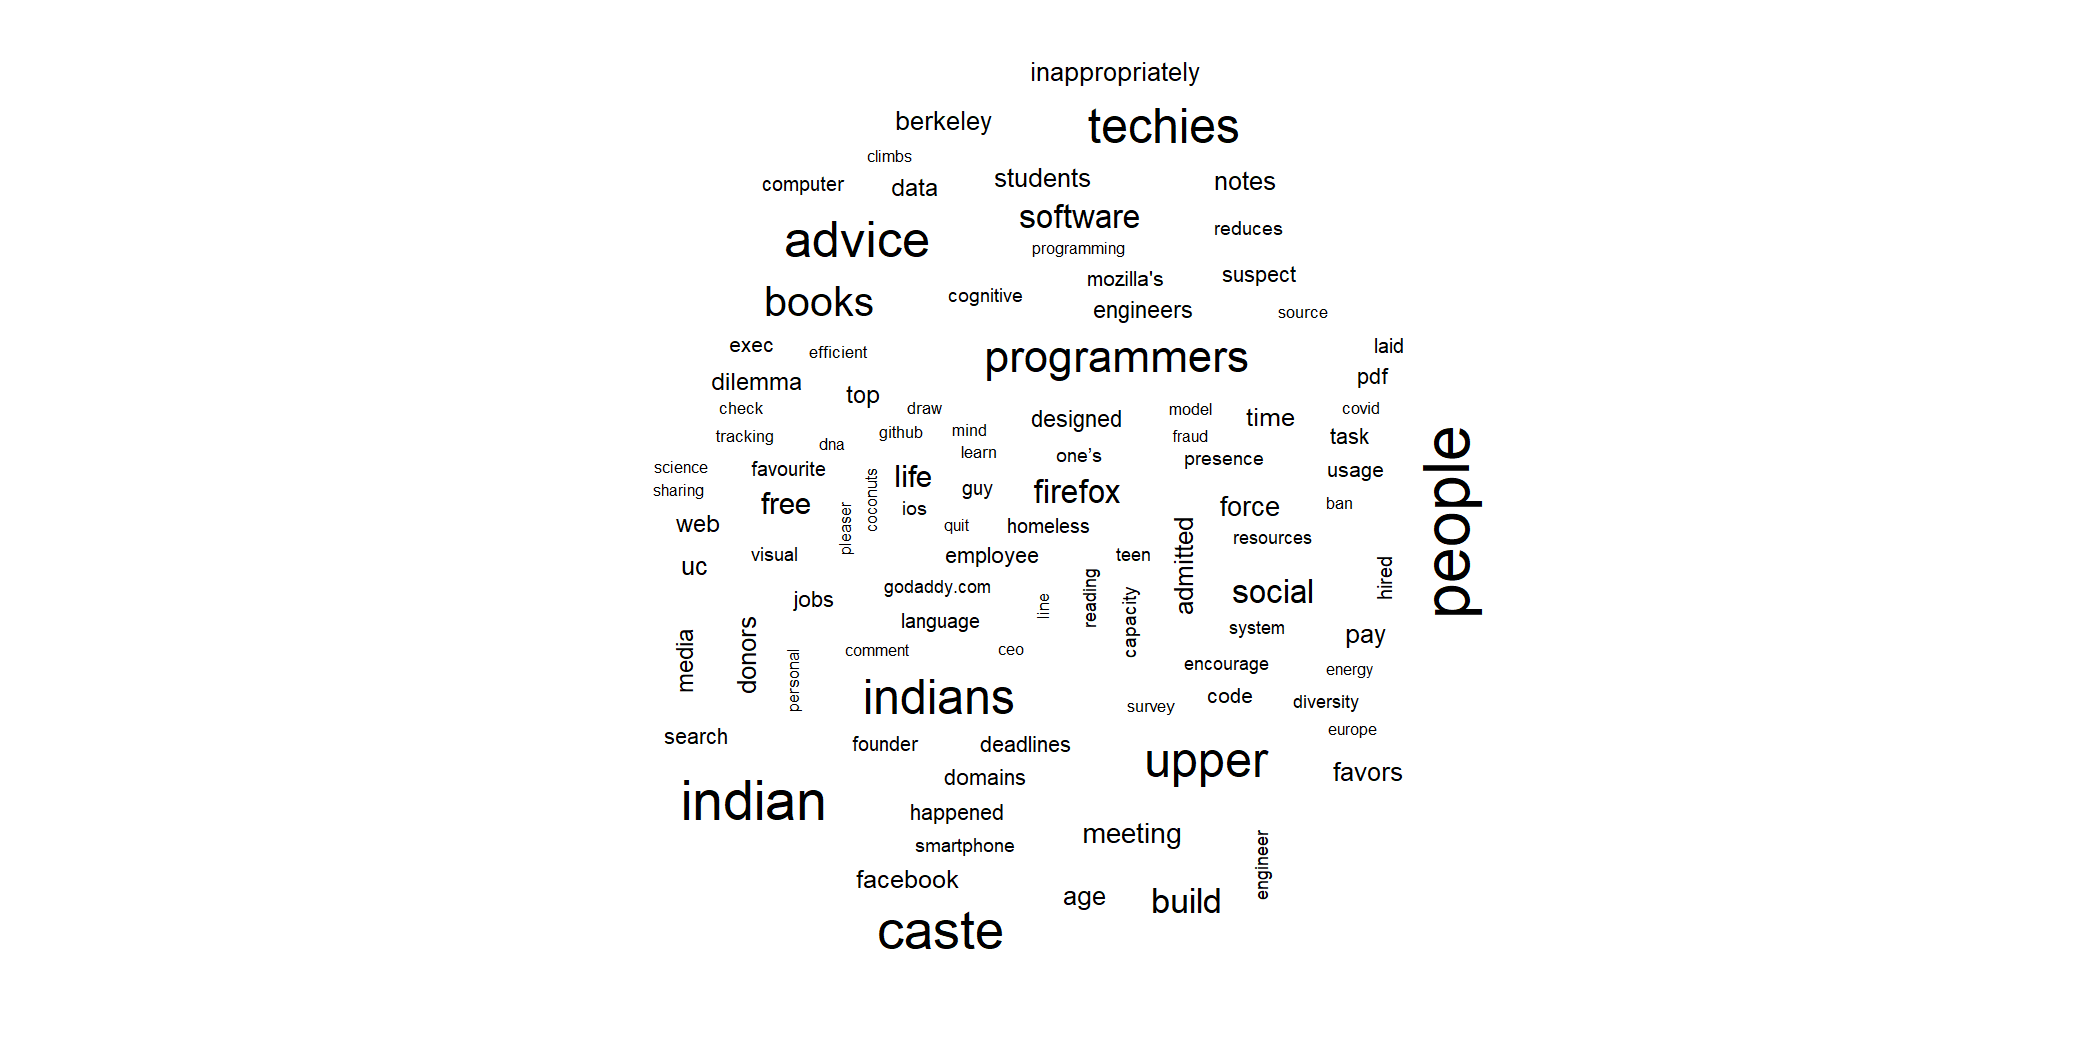 inappropriately
berkeley
techies
climbs
computer
data
students
notes
software
advice
reduces
programming
mozilla's
suspect
books
cognitive
engineers
source
exec
efficient
programmers
laid
dilemma
top
pdf
check
draw
designed
model
time
covid
tracking
dna
github
mind
fraud
task
learn
one’s
presence
people
science
favourite
life
usage
sharing
free
coconuts
guy
firefox
force
ban
pleaser
ios
web
quit
homeless
admitted
resources
uc
visual
employee
teen
hired
jobs
godaddy.com
line
reading
capacity
social
language
system
pay
media
donors
personal
comment
ceo
encourage
energy
indians
survey
code
diversity
search
founder
deadlines
europe
upper
indian
domains
favors
happened
meeting
smartphone
engineer
facebook
age
build
caste